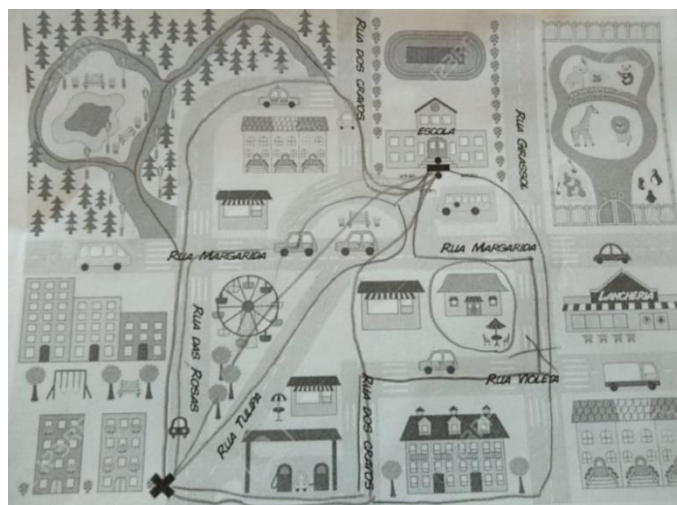 RUA DOS CRAVOS
ESCOLA
RUA GIRASSOL
RUA MARGARIDA
RUA MARGARIDA
LANCHERIA
RUA DAS ROSAS
RUA TULIPA
RUA VIOLETA
RUA DOS CRAVOS